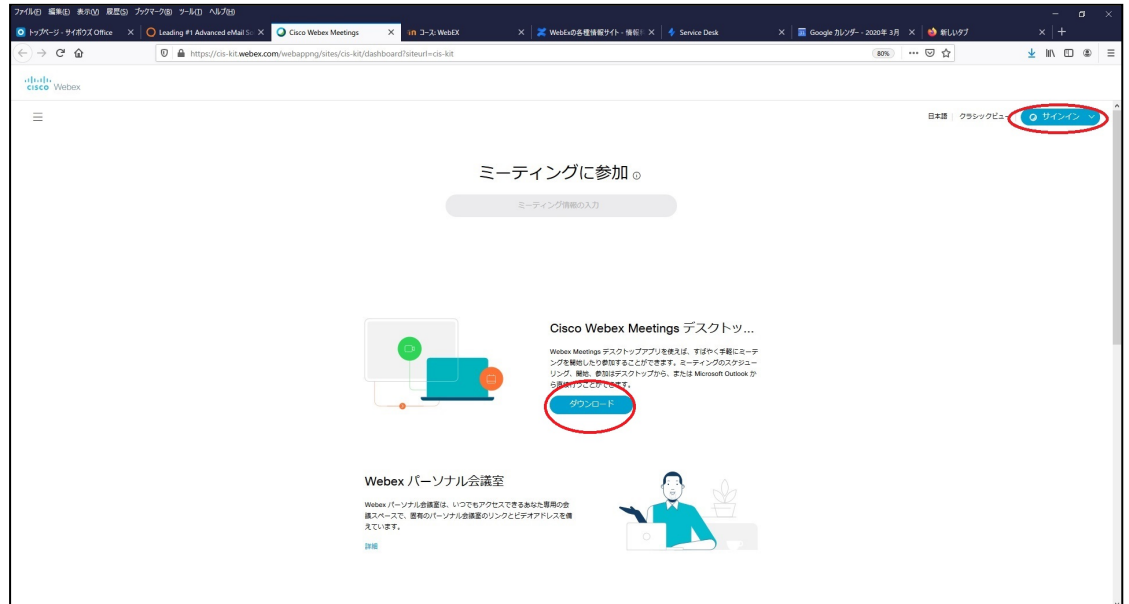 ファイル(F) 編集(E) 表示(V) 履歴(S) ブックマーク(B) ツール(T) ヘルプ(H)
トップページ - サイボウズ Office
Leading #1 Advanced eMail
Cisco Webex Meetings
コース: WebEX
WebExの各種情報サイト - 情報
Service Desk
Google カレンダー - 2020年 3月
新しいタブ
https://cis-kit.webex.com/webappng/sites/cis-kit/dashboard?siteurl=cis-kit
80%
CISCO Webex
日本語 クラシックビュー サインイン
ミーティングに参加
ミーティング情報の入力
Cisco Webex Meetings デスクトッ...
Webex Meetings デスクトップアプリを使えば、すばやく手軽にミーテ
ィングを開始したり参加することができます。ミーティングのスケジュー
リング、開始、参加はデスクトップから、または Microsoft Outlook か
ら直接行うことができます。
ダウンロード
Webex パーソナル会議室
Webex パーソナル会議室は、いつでもアクセスできるあなた専用の会
議スペースで、固有のパーソナル会議室のリンクとビデオアドレスを備
えています。
詳細